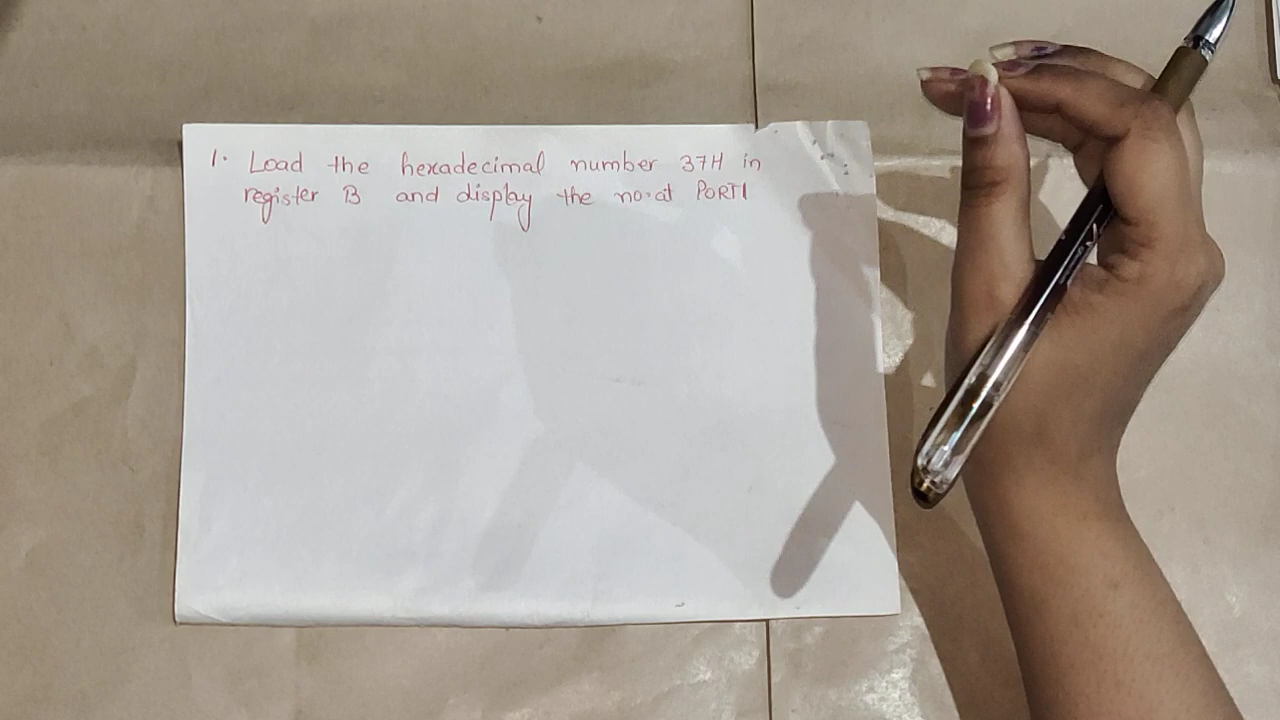 1. Load the hexadecimal number 37H in
register B and display the no. at PORT1